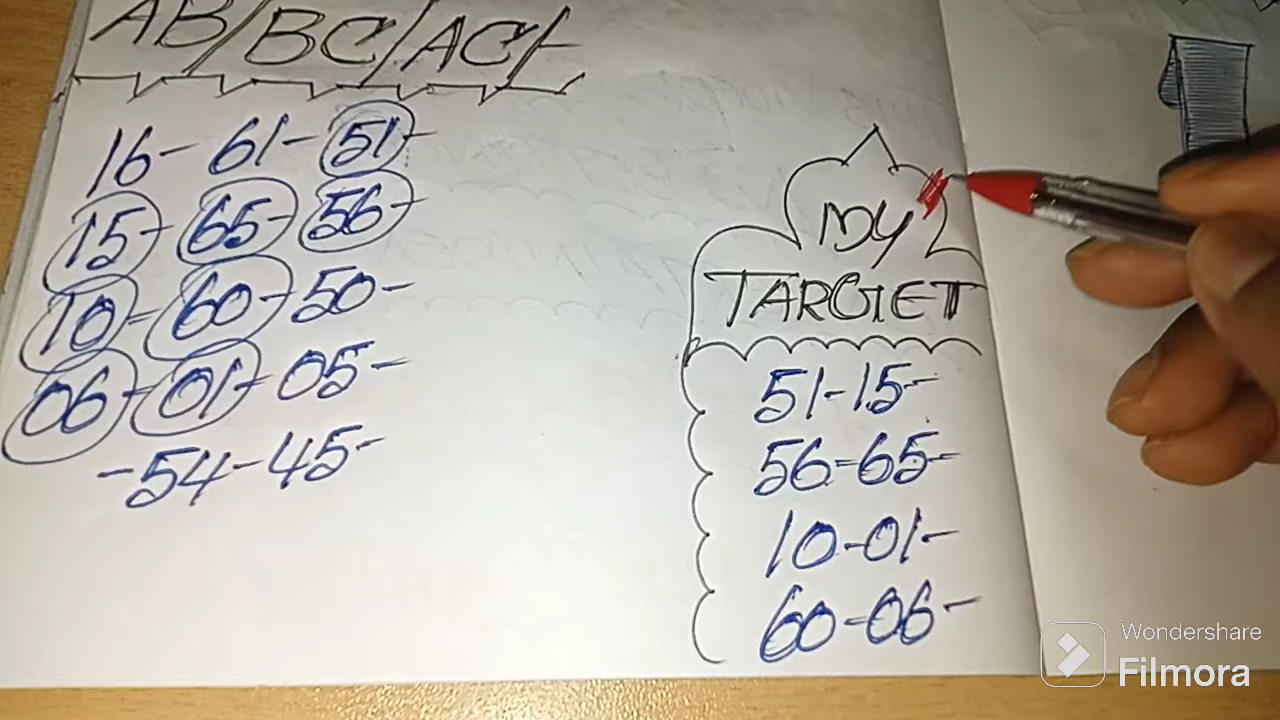 AB/BC/AC/-
16- 61- 51-
15- 65- 56-
10- 60- 50-
06- 01- 05-
-54- 45-
MY
TARGET
51-15-
56-65-
10-01-
60-06-
Wondershare
Filmora